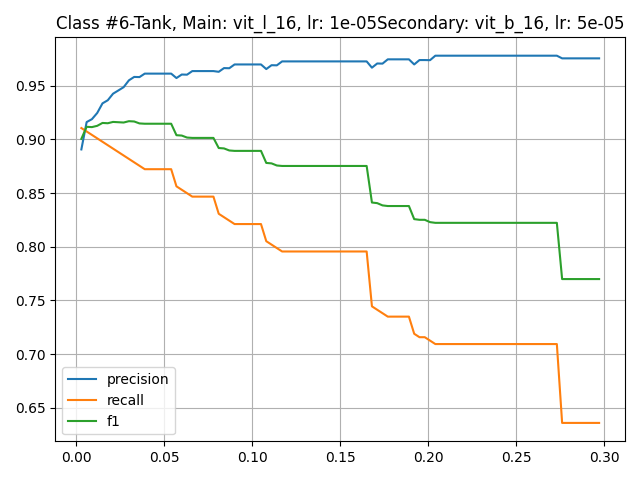 Class #6-Tank, Main: vit_l_16, lr: 1e-05Secondary: vit_b_16, lr: 5e-05
0.95
0.90
0.85
0.80
0.75
0.70
0.65
precision
recall
f1
0.00 0.05 0.10 0.15 0.20 0.25 0.30